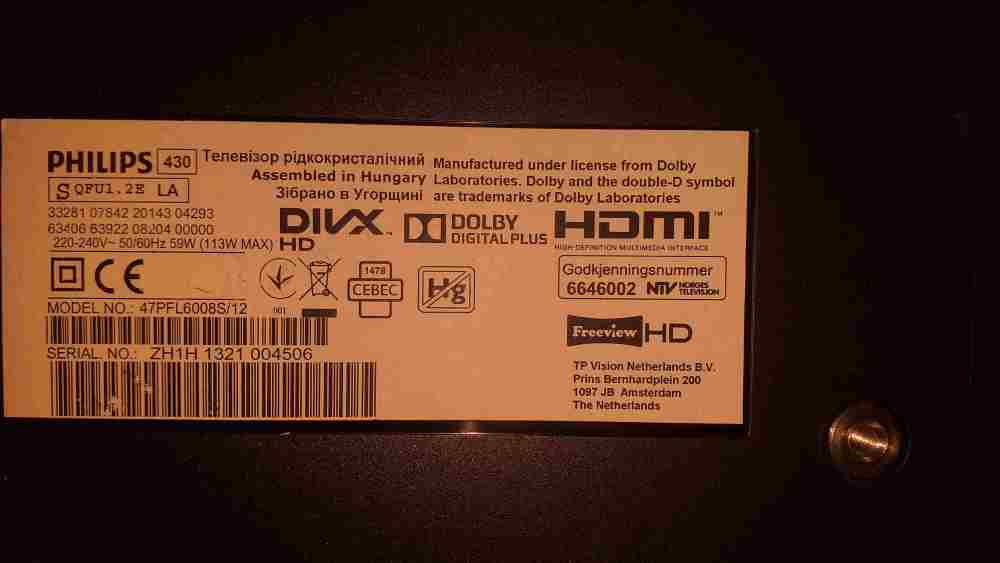 PHILIPS 430
S QFU1.2E LA
33281 07842 20143 04293
63406 63922 08204 00000
220-240V~ 50/60Hz 59W (113W MAX)
Телевізор рідкокристалічний
Assembled in Hungary
Зібрано в Угорщині
Manufactured under license from Dolby
Laboratories. Dolby and the double-D symbol
are trademarks of Dolby Laboratories
DIVX™
HD
DOLBY
DIGITAL PLUS
HDMI™
HIGH-DEFINITION MULTIMEDIA INTERFACE
CE
001
1478
CEBEC
Hg
Godkjenningsnummer
6646002 NTV NORGES
TELEVISJON
MODEL NO.: 47PFL6008S/12
SERIAL. NO.: ZH1H 1321 004506
Freeview HD
TP Vision Netherlands B.V.
Prins Bernhardplein 200
1097 JB Amsterdam
The Netherlands